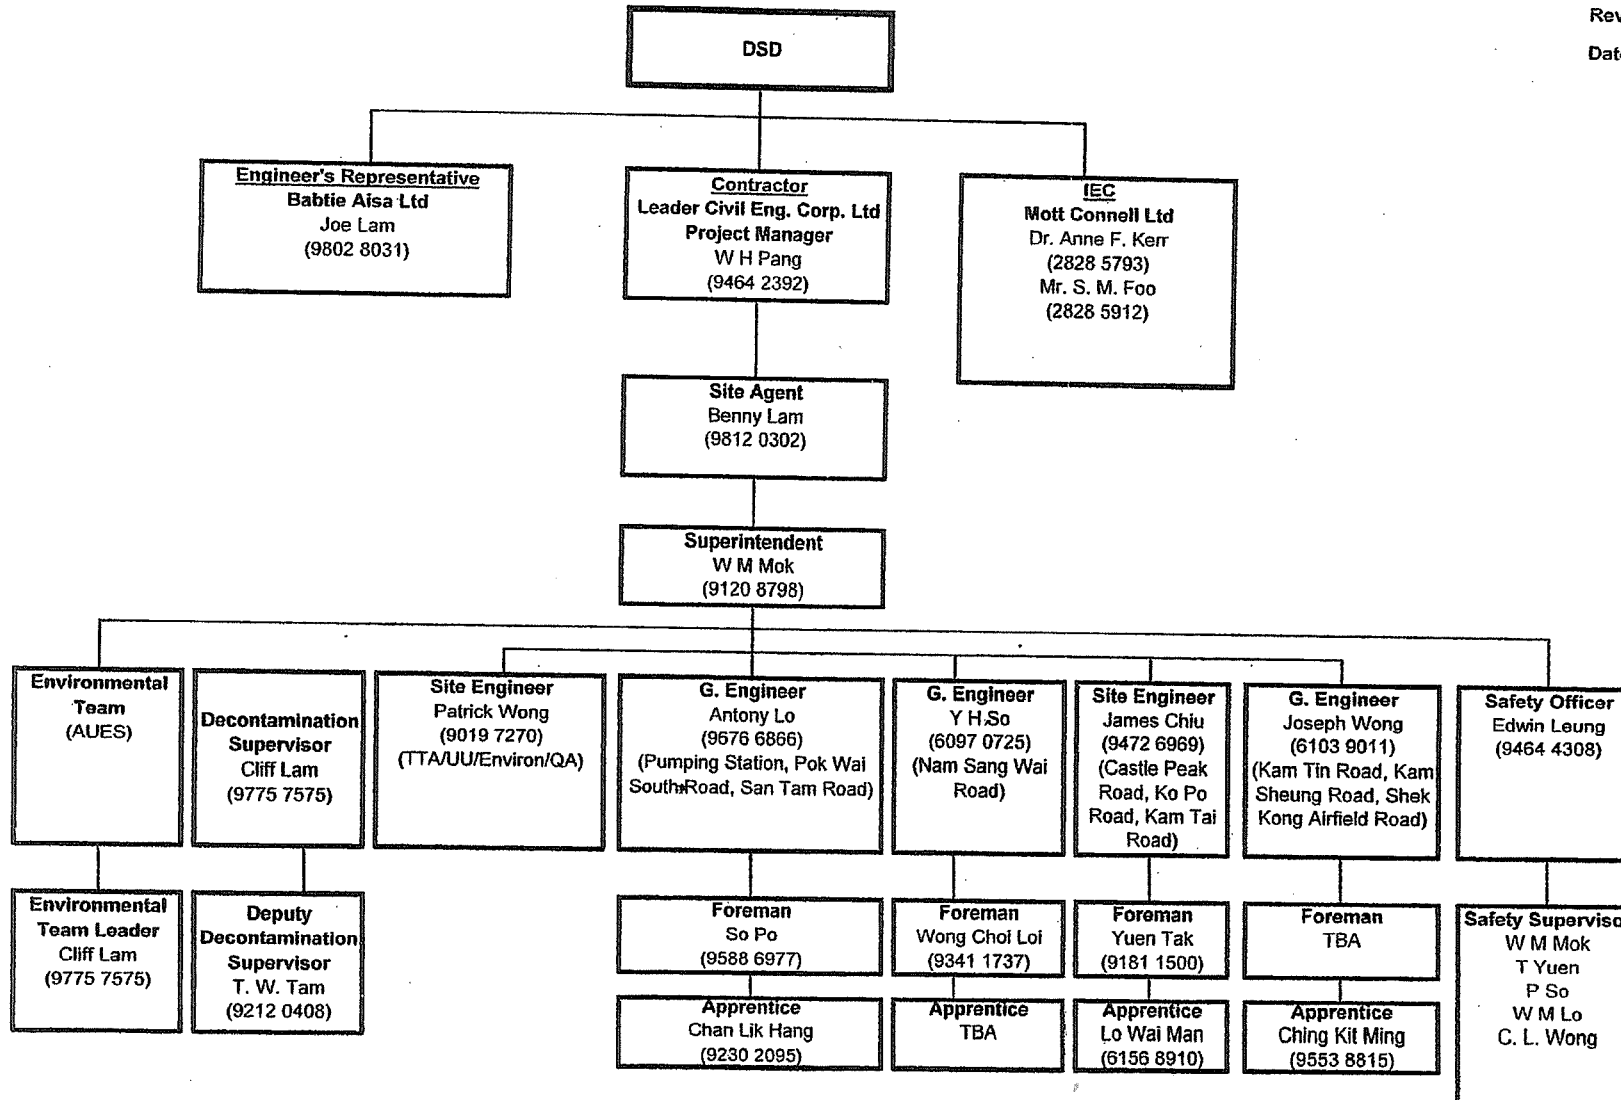 Rev
Date
DSD
Engineer's Representative
Babtie Aisa Ltd
Joe Lam
(9802 8031)
Contractor
Leader Civil Eng. Corp. Ltd
Project Manager
W H Pang
(9464 2392)
IEC
Mott Connell Ltd
Dr. Anne F. Kerr
(2828 5793)
Mr. S. M. Foo
(2828 5912)
Site Agent
Benny Lam
(9812 0302)
Superintendent
W M Mok
(9120 8798)
Environmental
Team
(AUES)
Decontamination
Supervisor
Cliff Lam
(9775 7575)
Site Engineer
Patrick Wong
(9019 7270)
(TTA/UU/Environ/QA)
G. Engineer
Antony Lo
(9676 6866)
(Pumping Station, Pok Wai
South Road, San Tam Road)
G. Engineer
Y H So
(6097 0725)
(Nam Sang Wai
Road)
Site Engineer
James Chiu
(9472 6969)
(Castle Peak
Road, Ko Po
Road, Kam Tai
Road)
G. Engineer
Joseph Wong
(6103 9011)
(Kam Tin Road, Kam
Sheung Road, Shek
Kong Airfield Road)
Safety Officer
Edwin Leung
(9464 4308)
Environmental
Team Leader
Cliff Lam
(9775 7575)
Deputy
Decontamination
Supervisor
T. W. Tam
(9212 0408)
Foreman
So Po
(9588 6977)
Foreman
Wong Choi Loi
(9341 1737)
Foreman
Yuen Tak
(9181 1500)
Foreman
TBA
Safety Superviso
W M Mok
T Yuen
P So
W M Lo
C. L. Wong
Apprentice
Chan Lik Hang
(9230 2095)
Apprentice
TBA
Apprentice
Lo Wai Man
(6156 8910)
Apprentice
Ching Kit Ming
(9553 8815)